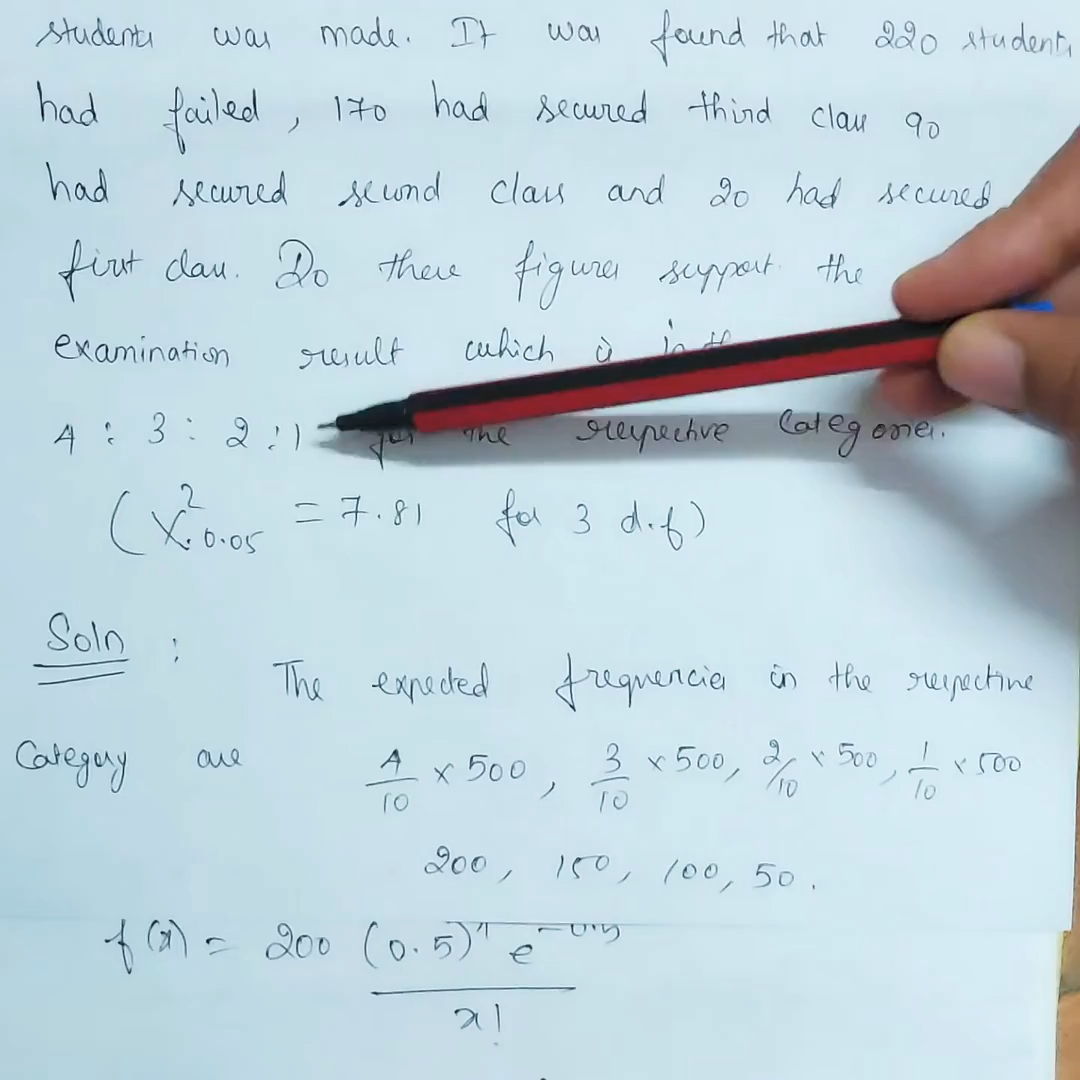 students was made. It was found that 220 students
had failed, 170 had secured third class 90
had secured second class and 20 had secured
first class. Do these figures support the
examination result which is in
4 : 3 : 2 : 1 for the respective categories.
(χ²0.05 = 7.81 for 3 d.f)
Soln :
The expected frequencies in the respective
Category are 4/10 × 500, 3/10 × 500, 2/10 × 500, 1/10 × 500
200, 150, 100, 50.
f(x) = 200 (0.5)ˣ e
x!